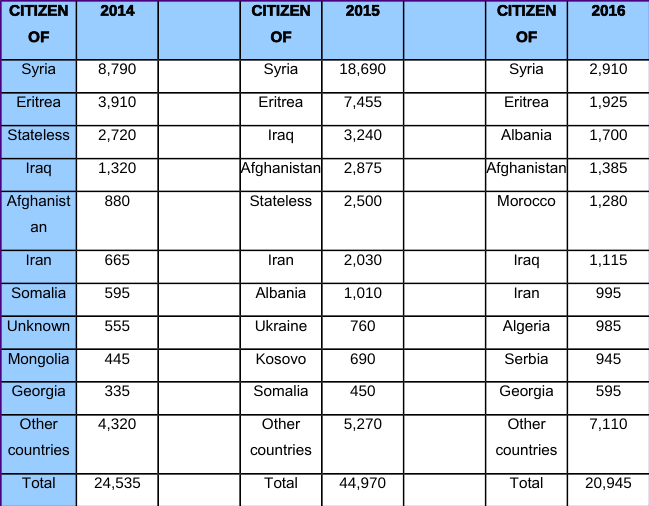 CITIZEN OF 2014 CITIZEN OF 2015 CITIZEN OF 2016
Syria 8,790 Syria 18,690 Syria 2,910
Eritrea 3,910 Eritrea 7,455 Eritrea 1,925
Stateless 2,720 Iraq 3,240 Albania 1,700
Iraq 1,320 Afghanistan 2,875 Afghanistan 1,385
Afghanistan 880 Stateless 2,500 Morocco 1,280
Iran 665 Iran 2,030 Iraq 1,115
Somalia 595 Albania 1,010 Iran 995
Unknown 555 Ukraine 760 Algeria 985
Mongolia 445 Kosovo 690 Serbia 945
Georgia 335 Somalia 450 Georgia 595
Other countries 4,320 Other countries 5,270 Other countries 7,110
Total 24,535 Total 44,970 Total 20,945